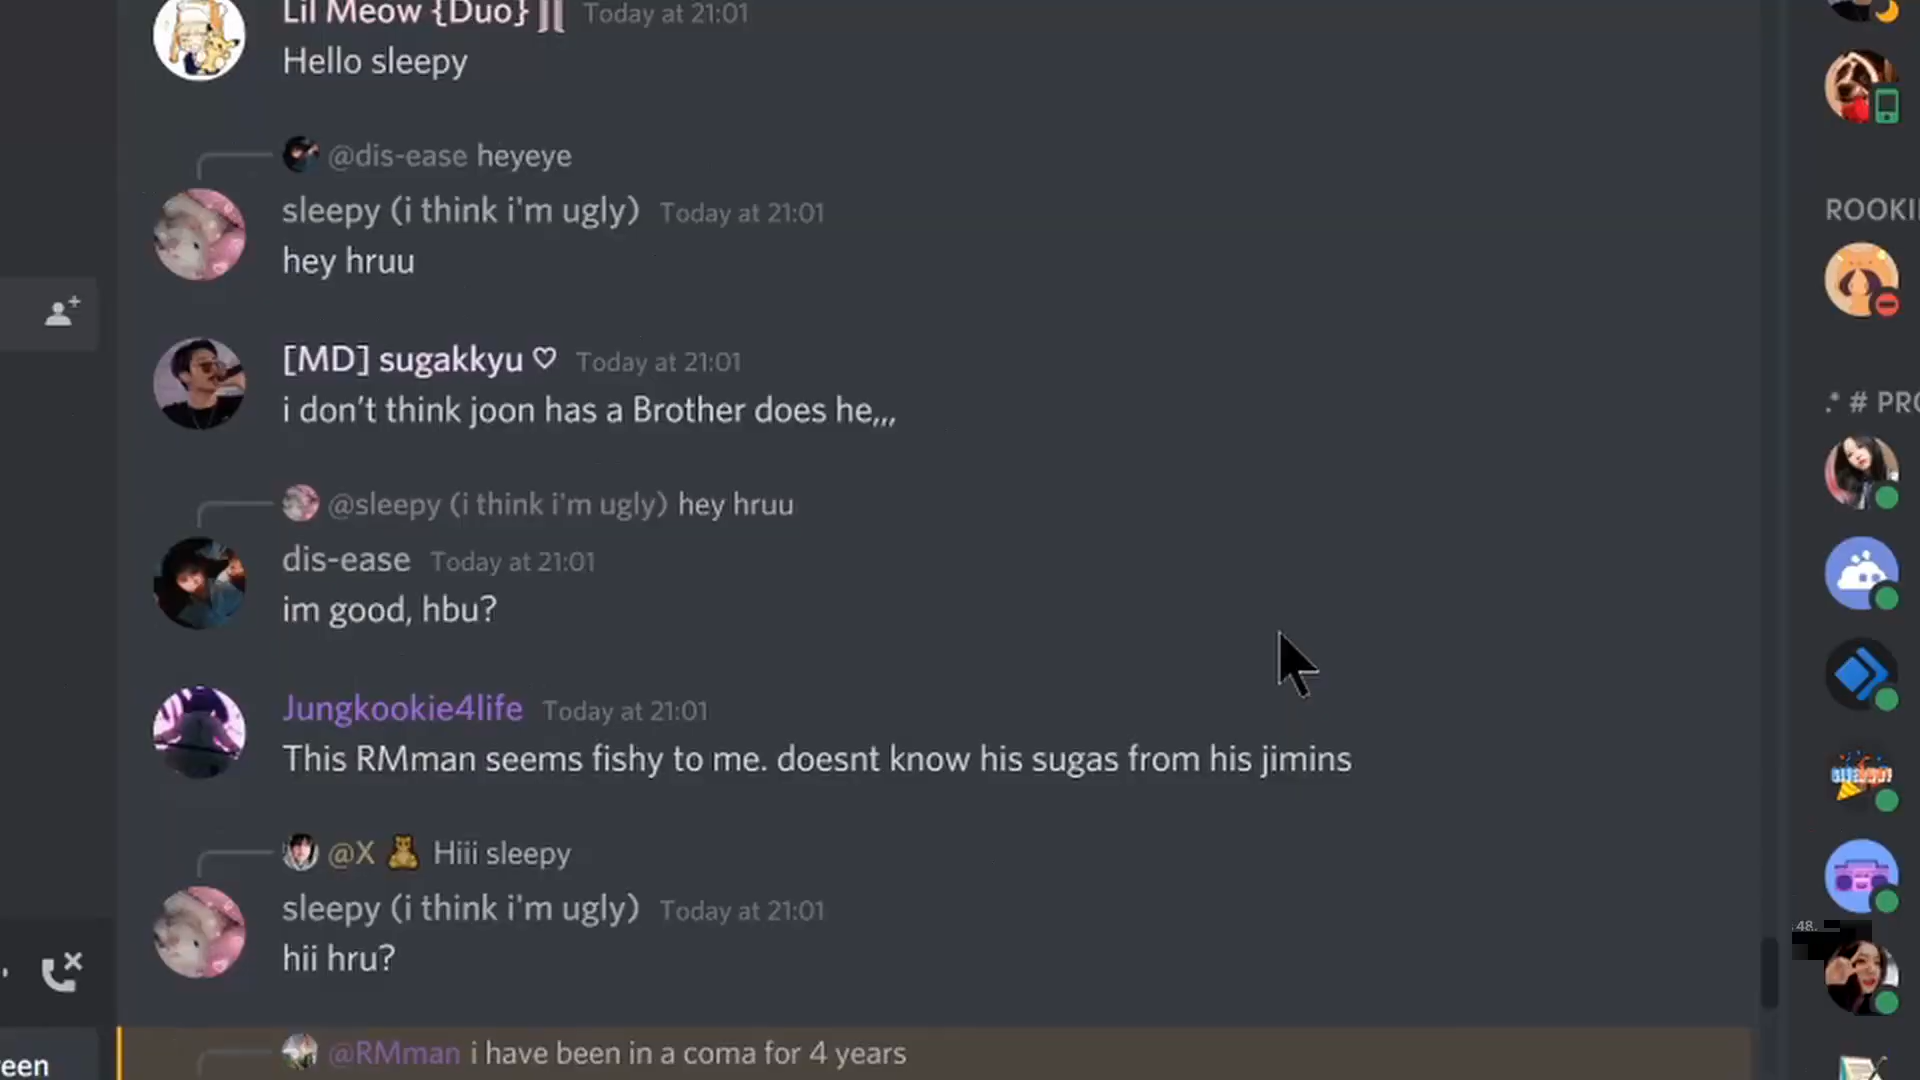 Lil Meow {Duo} Today at 21:01
Hello sleepy
@dis-ease heyeye
sleepy (i think i'm ugly) Today at 21:01
hey hruu
[MD] sugakkyu ♡ Today at 21:01
i don’t think joon has a Brother does he,,,
@sleepy (i think i'm ugly) hey hruu
dis-ease Today at 21:01
im good, hbu?
Jungkookie4life Today at 21:01
This RMman seems fishy to me. doesnt know his sugas from his jimins
@X 🧸 Hiii sleepy
sleepy (i think i'm ugly) Today at 21:01
hii hru?
@RMman i have been in a coma for 4 years
een
ROOKI
.* # PRO
48.